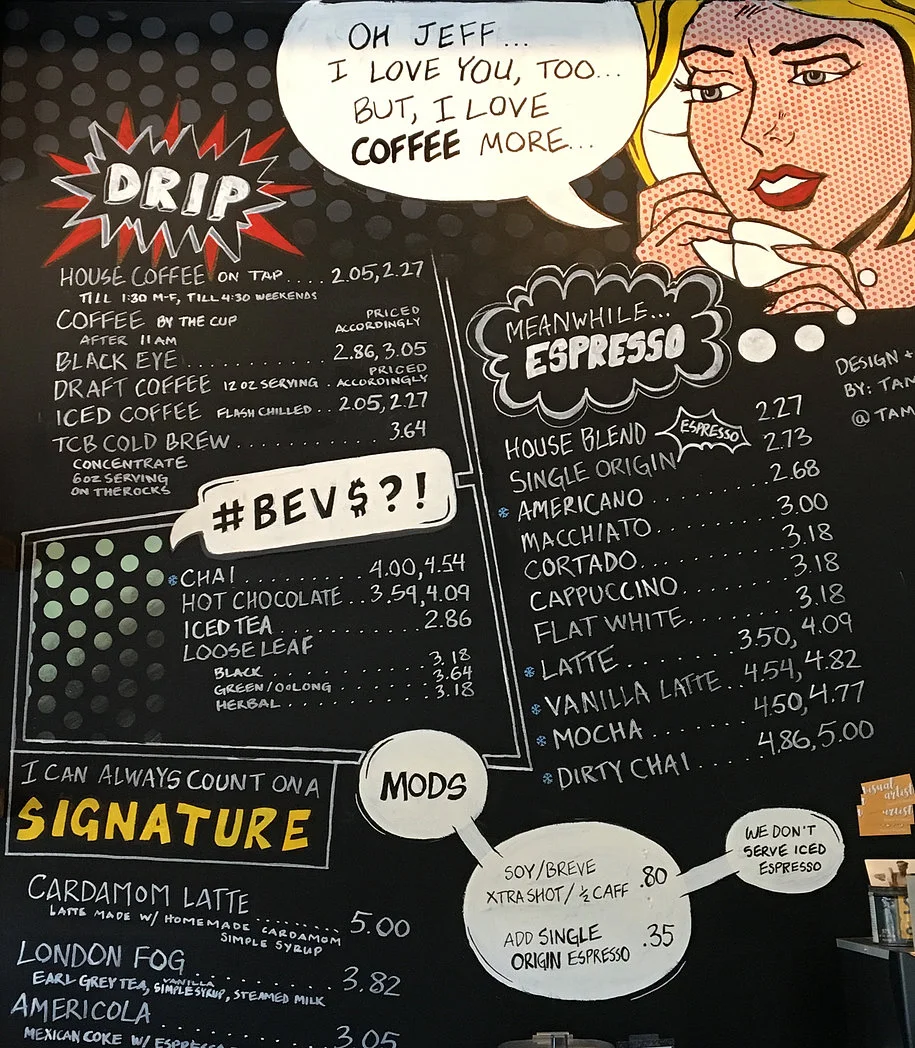 OH JEFF...
I LOVE YOU, TOO...
BUT, I LOVE
COFFEE MORE...
DRIP
HOUSE COFFEE ON TAP .... 2.05, 2.27
TILL 1:30 M-F, TILL 4:30 WEEKENDS
COFFEE BY THE CUP PRICED ACCORDINGLY
AFTER 11AM
BLACK EYE ............ 2.86, 3.05
DRAFT COFFEE 12 OZ SERVING . PRICED ACCORDINGLY
ICED COFFEE FLASH CHILLED .. 2.05, 2.27
TCB COLD BREW ............ 3.64
CONCENTRATE
6OZ SERVING
ON THE ROCKS
#BEV$?!
CHAI ............ 4.00, 4.54
HOT CHOCOLATE ... 3.59, 4.09
ICED TEA ............ 2.86
LOOSE LEAF
BLACK ............ 3.18
GREEN/OOLONG ............ 3.64
HERBAL ............ 3.18
MEANWHILE...
ESPRESSO
DESIGN +
BY: TAN
@ TAM
HOUSE BLEND ESPRESSO 2.27
SINGLE ORIGIN 2.73
AMERICANO ............ 2.68
MACCHIATO ............ 3.00
CORTADO ............ 3.18
CAPPUCCINO ............ 3.18
FLAT WHITE ............ 3.18
LATTE ............ 3.50, 4.09
VANILLA LATTE ... 4.54, 4.82
MOCHA ............ 4.50, 4.77
DIRTY CHAI ............ 4.86, 5.00
I CAN ALWAYS COUNT ON A
SIGNATURE
CARDAMOM LATTE ........ 5.00
LATTE MADE W/ HOMEMADE CARDAMOM
SIMPLE SYRUP
LONDON FOG ............ 3.82
EARL GREY TEA, VANILLA SIMPLE SYRUP, STEAMED MILK
AMERICOLA ............ 3.05
MEXICAN COKE W/ ESPRESSO
MODS
SOY/BREVE
XTRA SHOT/ ½ CAFF .80
ADD SINGLE
ORIGIN ESPRESSO .35
WE DON'T
SERVE ICED
ESPRESSO
visual
artist
artist